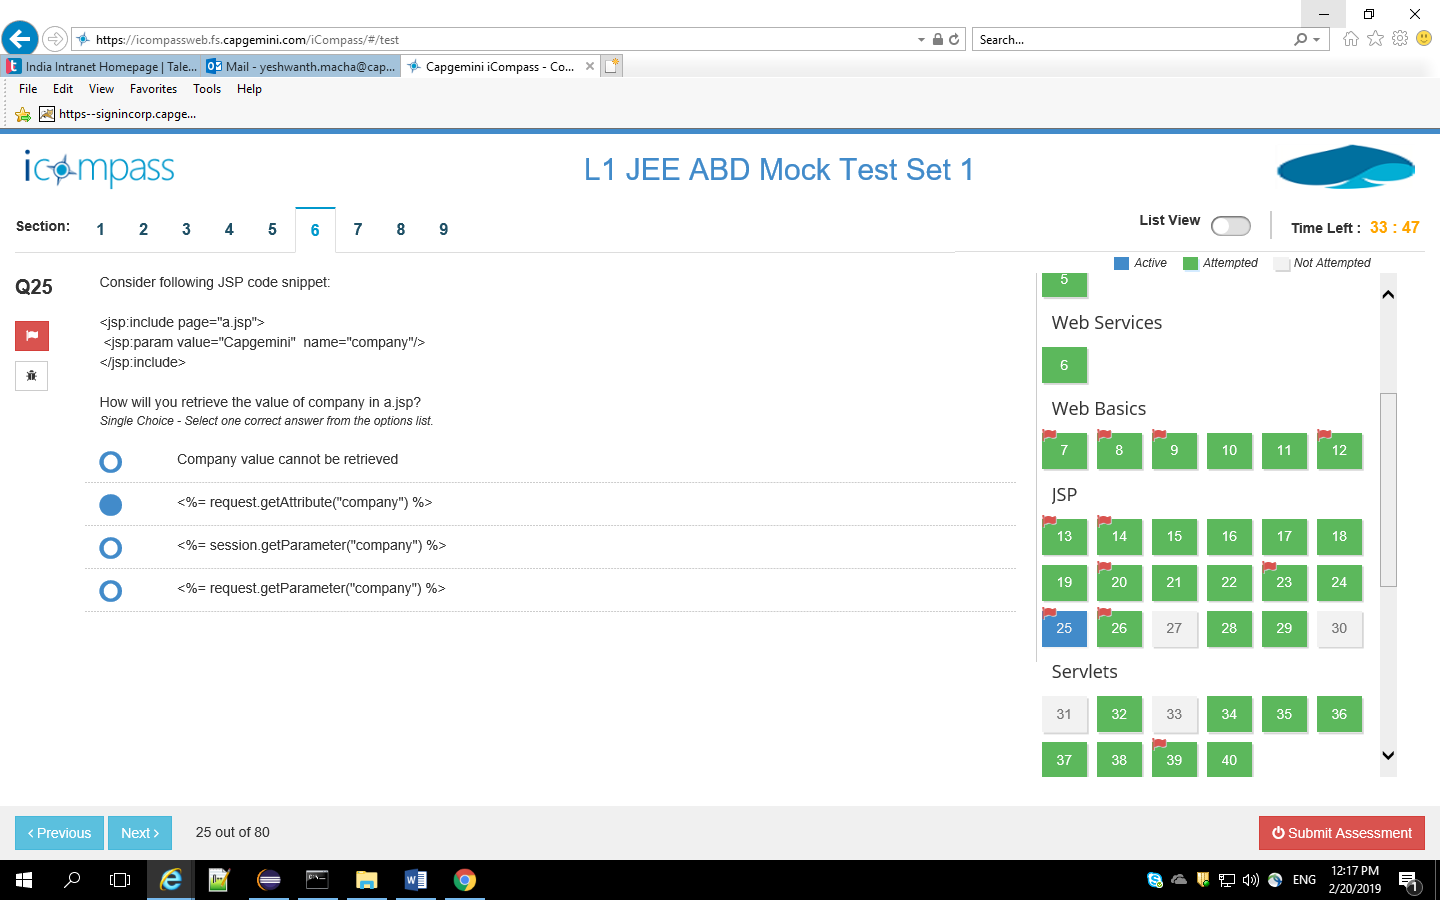 https://icompassweb.fs.capgemini.com/iCompass/#/test
Search...
India Intranet Homepage | Tale...
Mail - yeshwanth.macha@cap...
Capgemini iCompass - Co...
File Edit View Favorites Tools Help
https--signincorp.capge...
icompass
L1 JEE ABD Mock Test Set 1
Section: 1 2 3 4 5 6 7 8 9
List View
Time Left : 33 : 47
Active Attempted Not Attempted
Q25
Consider following JSP code snippet:
<jsp:include page="a.jsp">
<jsp:param value="Capgemini" name="company"/>
</jsp:include>
How will you retrieve the value of company in a.jsp?
Single Choice - Select one correct answer from the options list.
Company value cannot be retrieved
<%= request.getAttribute("company") %>
<%= session.getParameter("company") %>
<%= request.getParameter("company") %>
5
Web Services
6
Web Basics
7 8 9 10 11 12
JSP
13 14 15 16 17 18
19 20 21 22 23 24
25 26 27 28 29 30
Servlets
31 32 33 34 35 36
37 38 39 40
Previous
Next
25 out of 80
Submit Assessment
ENG
12:17 PM
2/20/2019
1